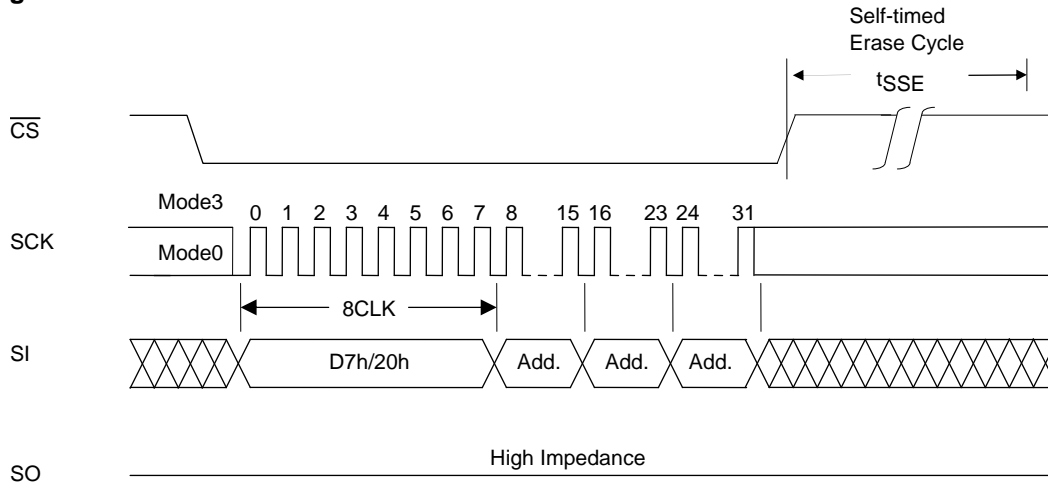 Self-timed
Erase Cycle
tSSE
CS
Mode3
0 1 2 3 4 5 6 7 8 15 16 23 24 31
SCK
Mode0
8CLK
SI
D7h/20h Add. Add. Add.
High Impedance
SO